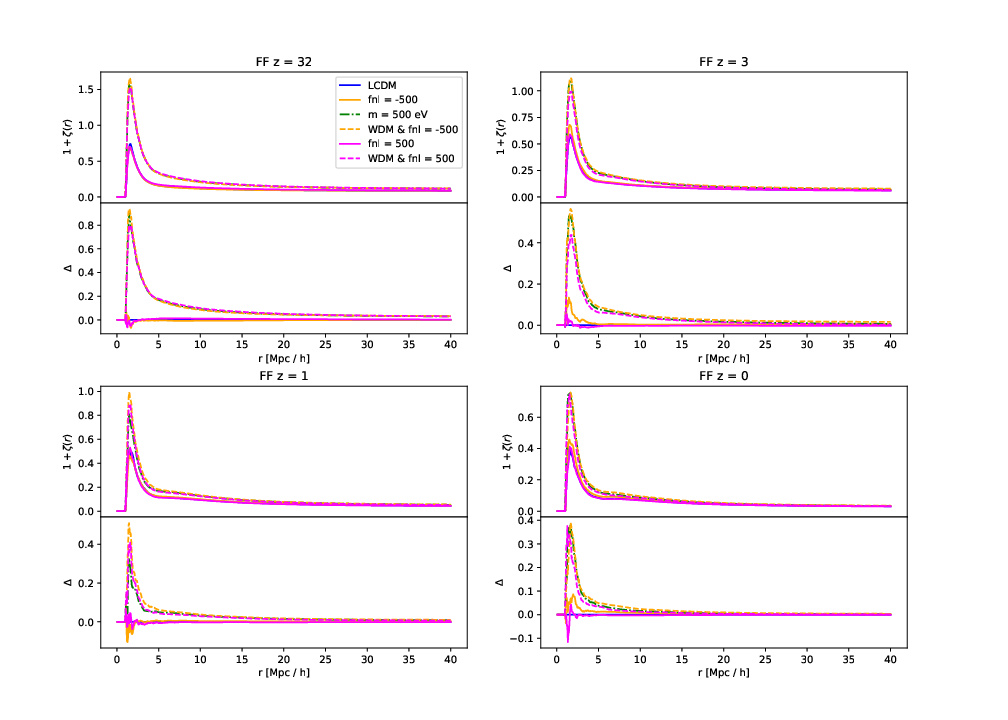 FF z = 32
1.5
1.0
0.5
0.0
1 + ζ(r)
LCDM
fnl = -500
m = 500 eV
WDM & fnl = -500
fnl = 500
WDM & fnl = 500
0.8
0.6
0.4
0.2
0.0
Δ
0 5 10 15 20 25 30 35 40
r [Mpc / h]
FF z = 3
1.00
0.75
0.50
0.25
0.00
1 + ζ(r)
0.4
0.2
0.0
Δ
0 5 10 15 20 25 30 35 40
r [Mpc / h]
FF z = 1
1.0
0.8
0.6
0.4
0.2
0.0
1 + ζ(r)
0.4
0.2
0.0
Δ
0 5 10 15 20 25 30 35 40
r [Mpc / h]
FF z = 0
0.6
0.4
0.2
0.0
1 + ζ(r)
0.4
0.3
0.2
0.1
0.0
−0.1
Δ
0 5 10 15 20 25 30 35 40
r [Mpc / h]